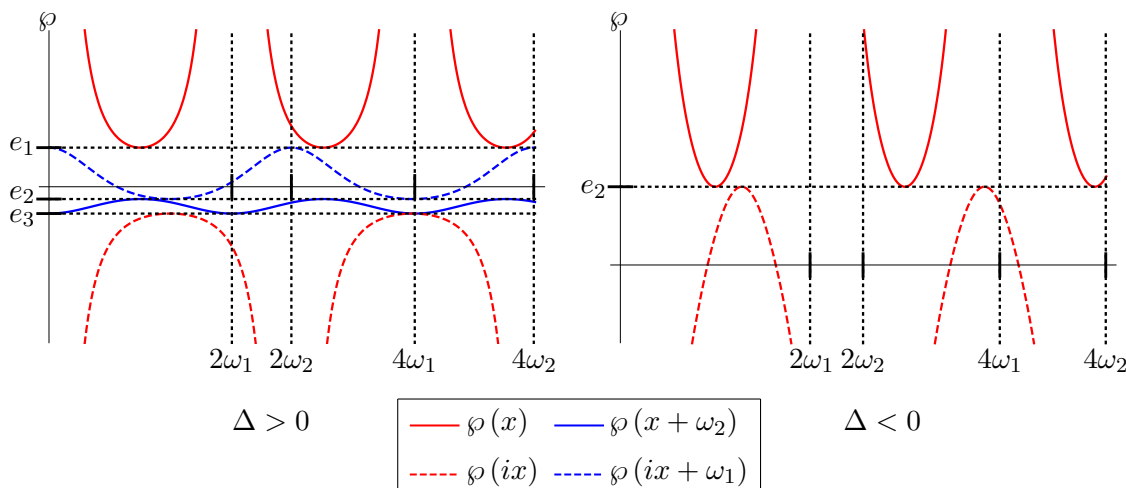 ℘ ℘
e₁
e₂ e₂
e₃
2ω₁ 2ω₂ 4ω₁ 4ω₂ 2ω₁ 2ω₂ 4ω₁ 4ω₂
Δ > 0 Δ < 0
℘ (x) ℘ (x + ω₂)
℘ (ix) ℘ (ix + ω₁)